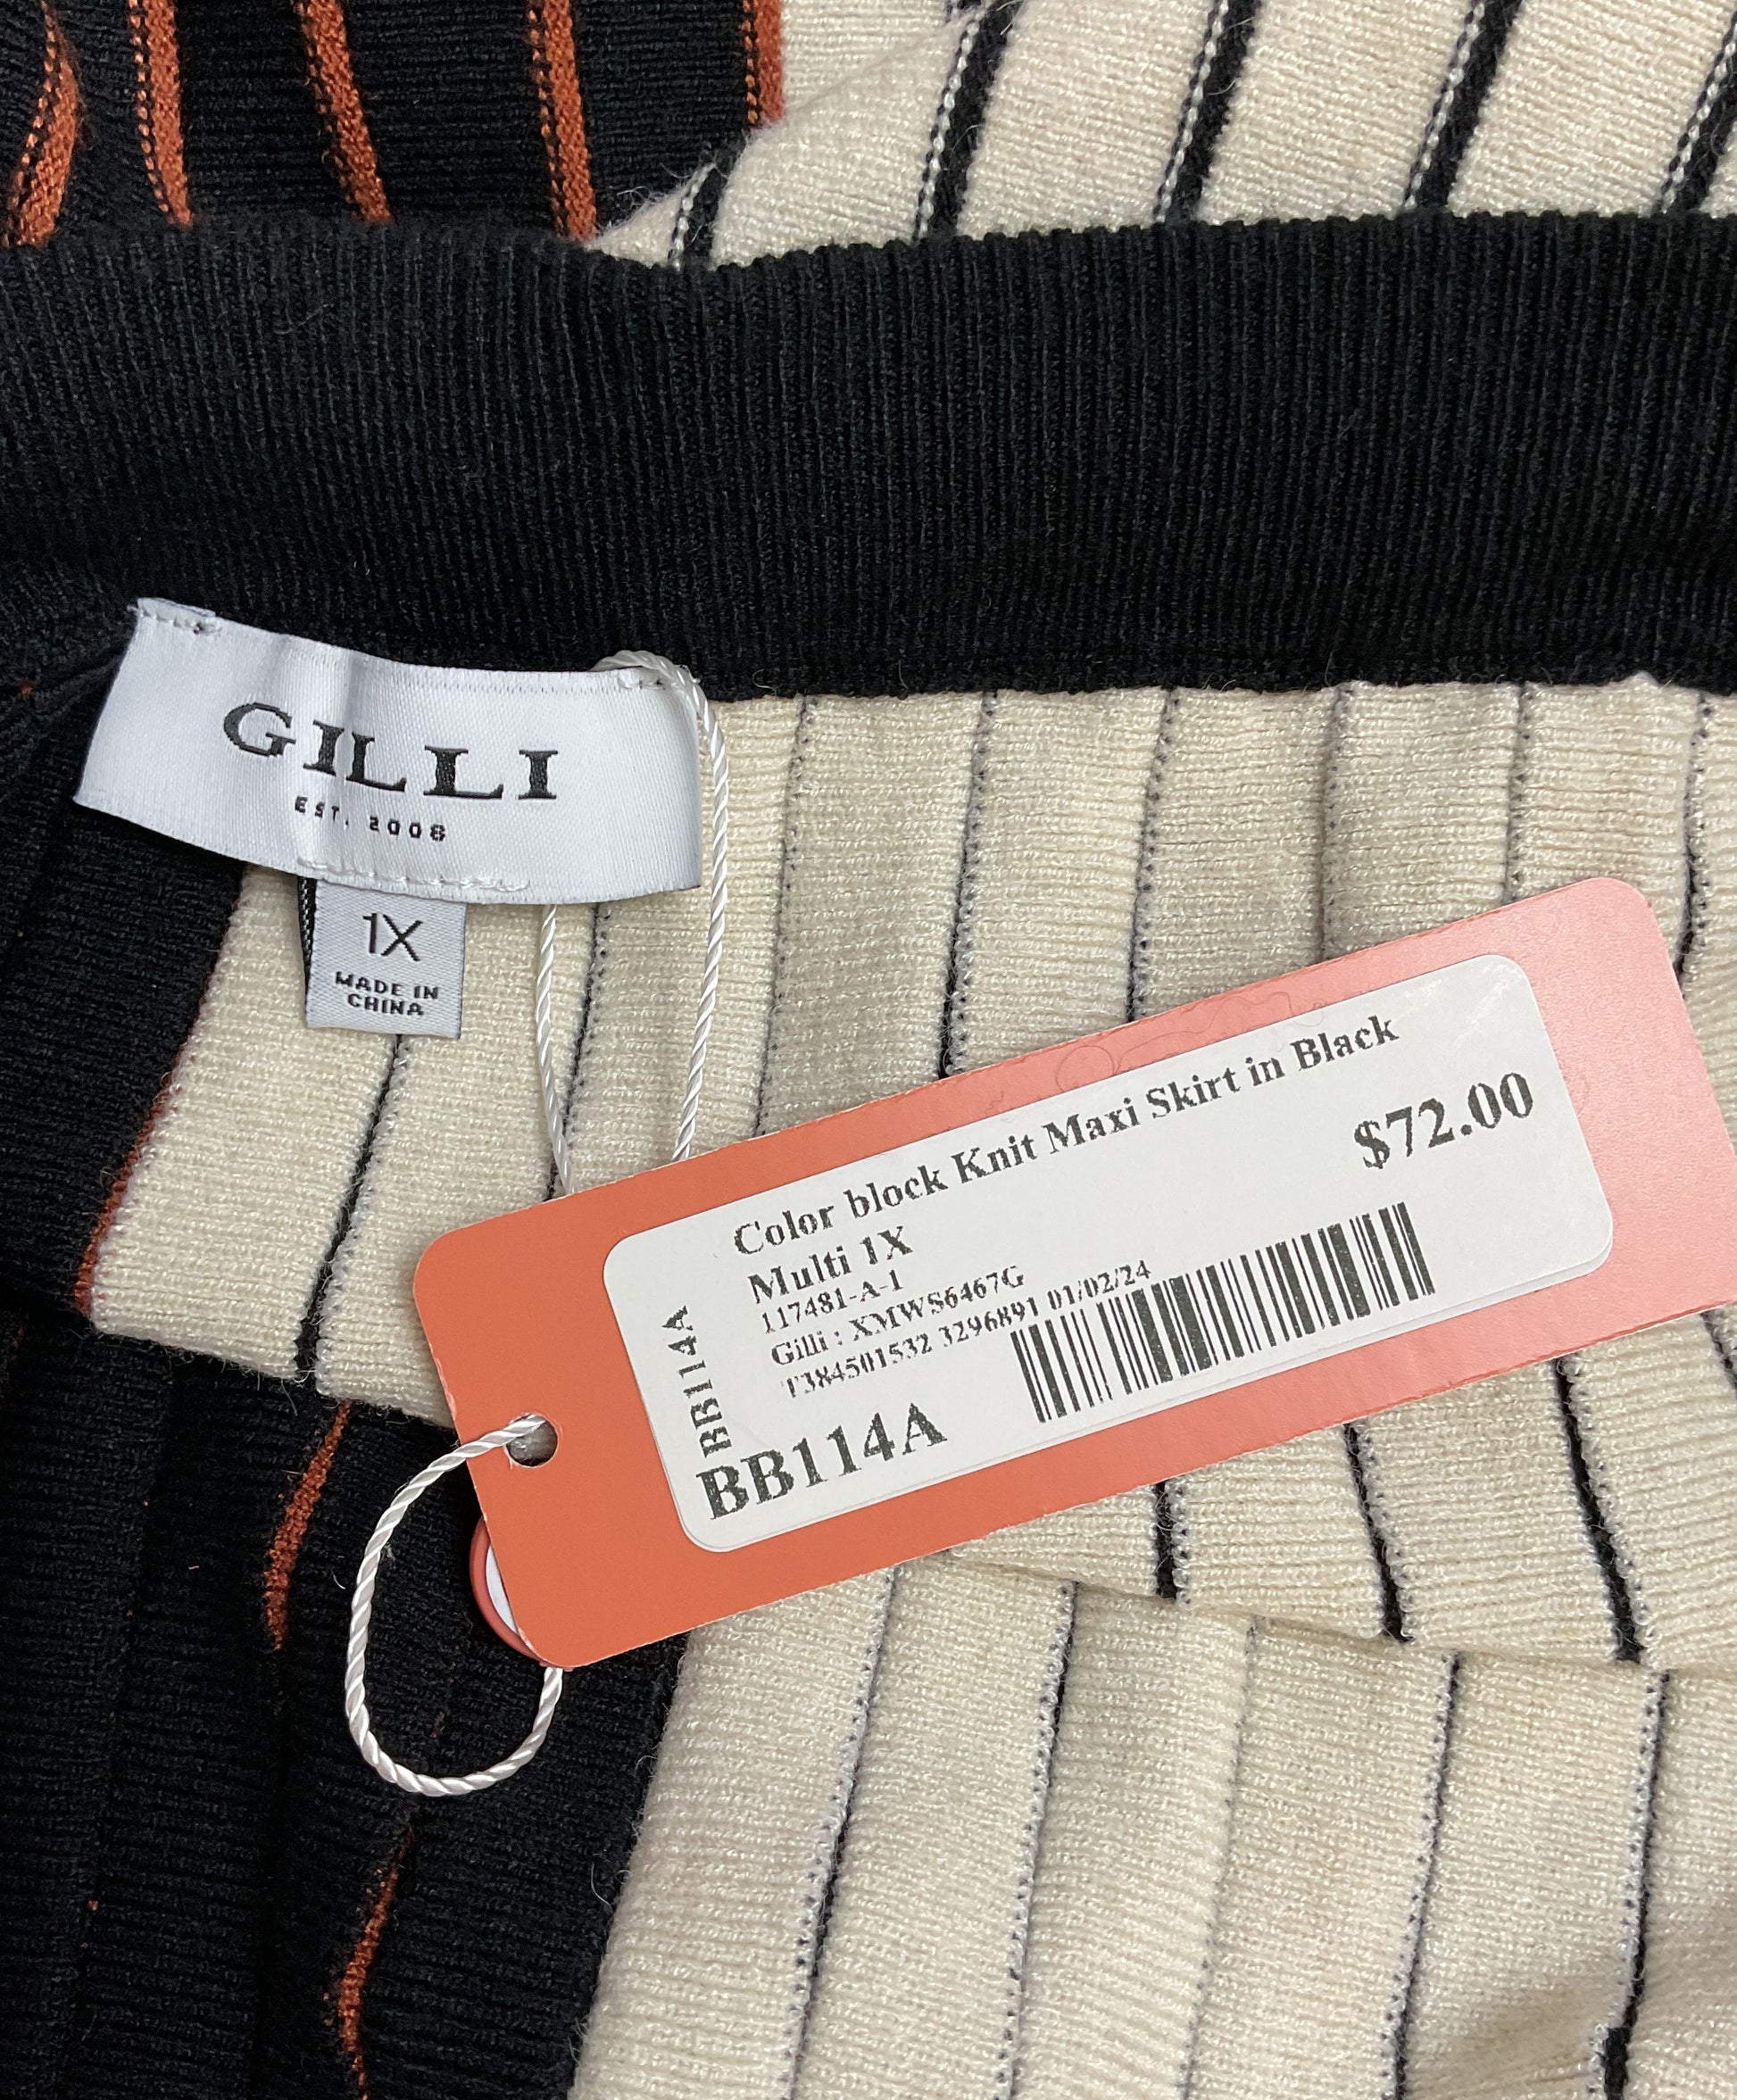 GILLI
EST. 2008
1X
MADE IN
CHINA
Color block Knit Maxi Skirt in Black
Multi 1X
$72.00
117481-A-1
Gilli : XMWS6467G
T384501532 3296891 01/02/24
BB114A
BB114A